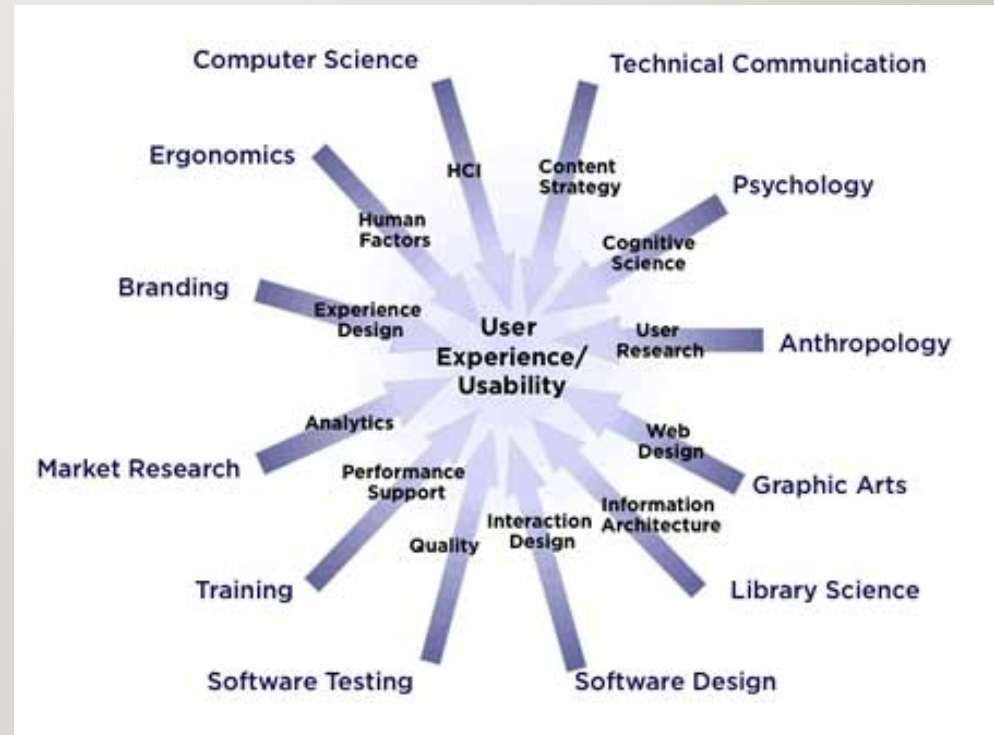 Computer Science
Technical Communication
Ergonomics
HCI
Content
Strategy
Psychology
Human
Factors
Cognitive
Science
Branding
Experience
Design
User
Experience/
Usability
User
Research
Anthropology
Analytics
Web
Design
Market Research
Performance
Support
Graphic Arts
Information
Architecture
Interaction
Design
Quality
Training
Library Science
Software Testing
Software Design